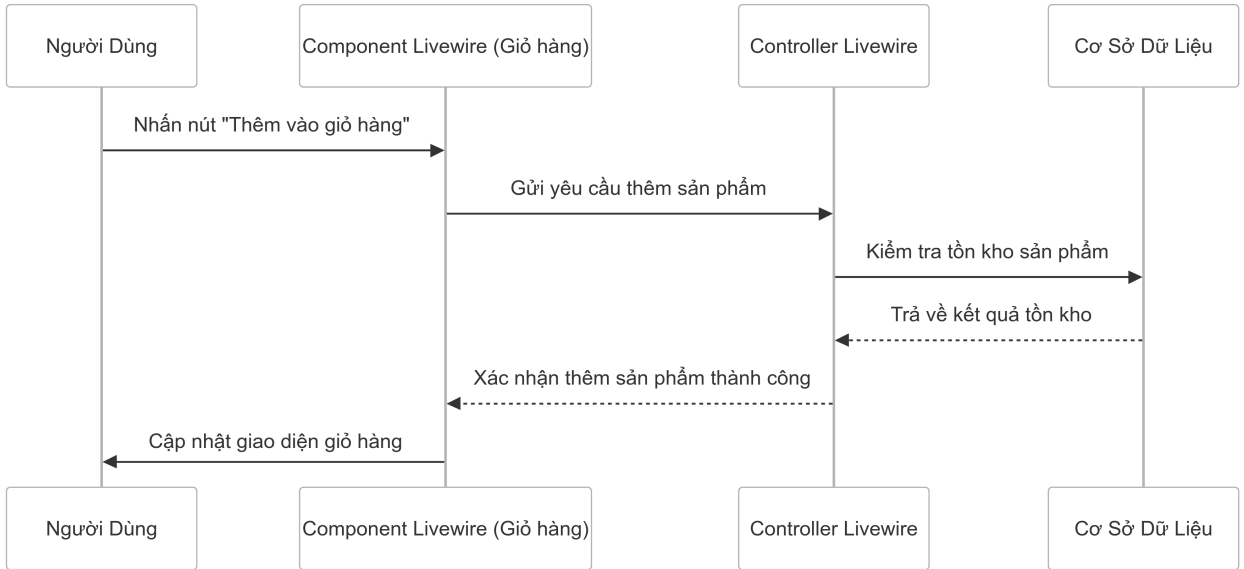 Người Dùng
Component Livewire (Giỏ hàng)
Controller Livewire
Cơ Sở Dữ Liệu
Nhấn nút "Thêm vào giỏ hàng"
Gửi yêu cầu thêm sản phẩm
Kiểm tra tồn kho sản phẩm
Trả về kết quả tồn kho
Xác nhận thêm sản phẩm thành công
Cập nhật giao diện giỏ hàng
Người Dùng
Component Livewire (Giỏ hàng)
Controller Livewire
Cơ Sở Dữ Liệu